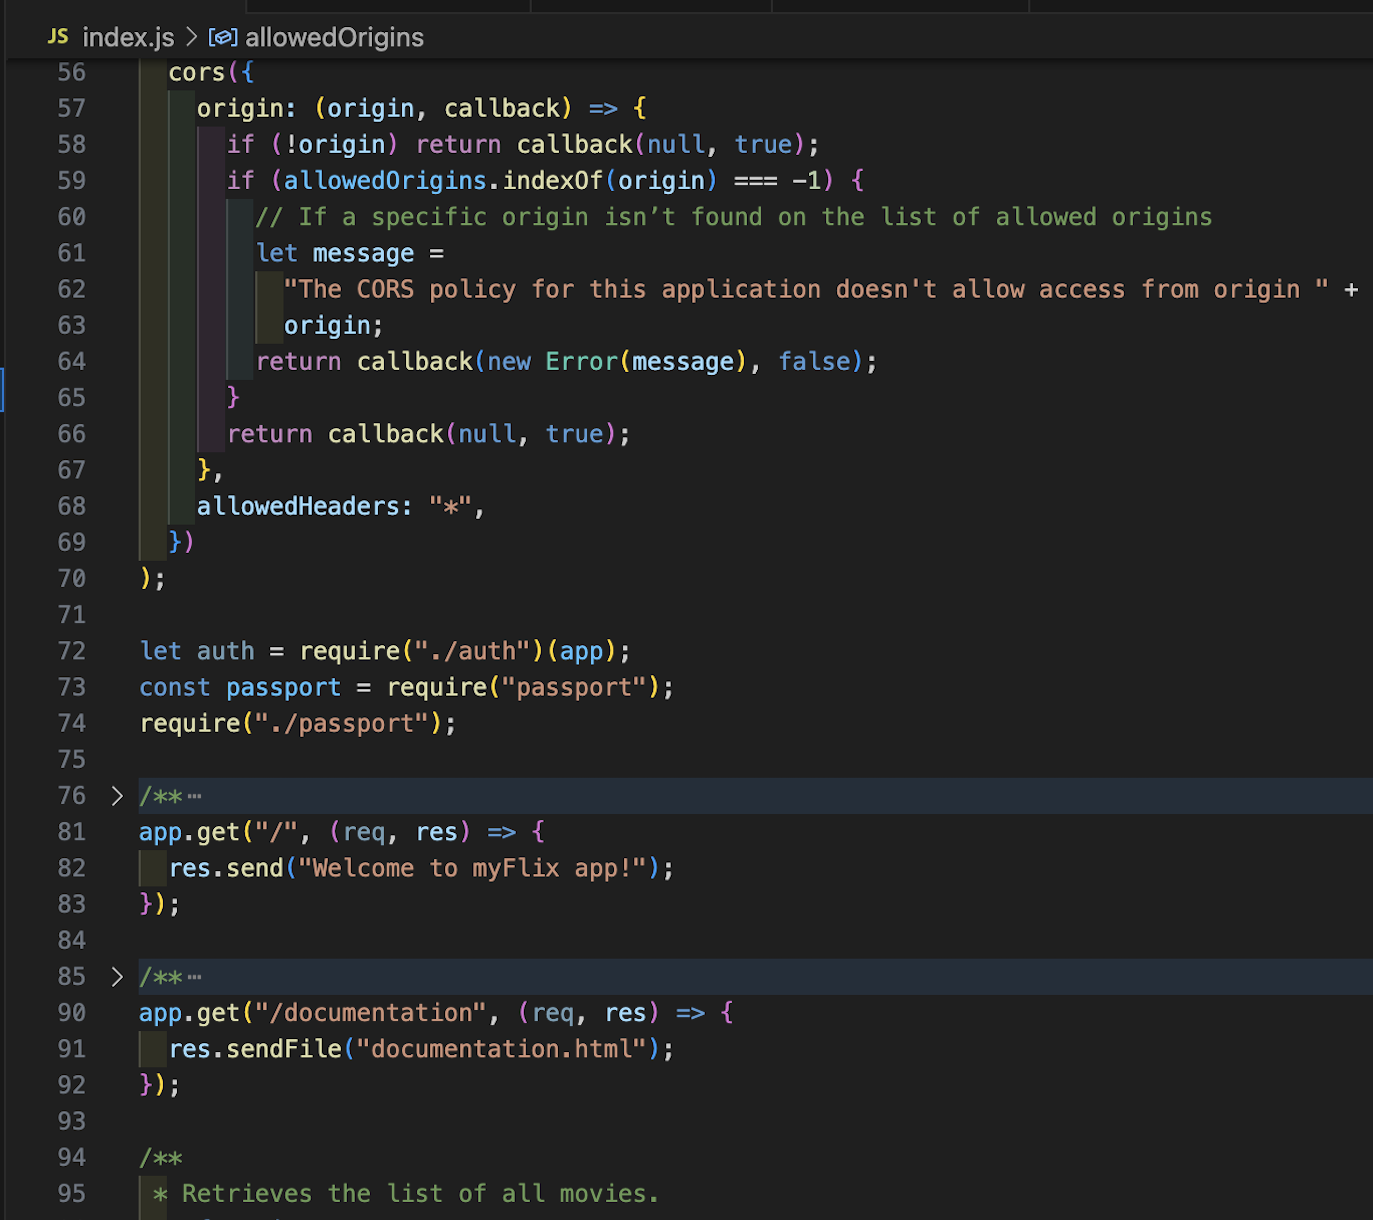 JS index.js > allowedOrigins
56 cors({
57 origin: (origin, callback) => {
58 if (!origin) return callback(null, true);
59 if (allowedOrigins.indexOf(origin) === -1) {
60 // If a specific origin isn’t found on the list of allowed origins
61 let message =
62 "The CORS policy for this application doesn't allow access from origin " +
63 origin;
64 return callback(new Error(message), false);
65 }
66 return callback(null, true);
67 },
68 allowedHeaders: "*",
69 })
70 );
71
72 let auth = require("./auth")(app);
73 const passport = require("passport");
74 require("./passport");
75
76 > /** ⋯
81 app.get("/", (req, res) => {
82 res.send("Welcome to myFlix app!");
83 });
84
85 > /** ⋯
90 app.get("/documentation", (req, res) => {
91 res.sendFile("documentation.html");
92 });
93
94 /**
95 * Retrieves the list of all movies.